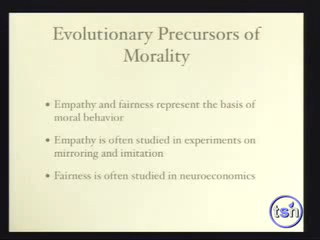 Evolutionary Precursors of
Morality
• Empathy and fairness represent the basis of
moral behavior
• Empathy is often studied in experiments on
mirroring and imitation
• Fairness is often studied in neuroeconomics
tsn